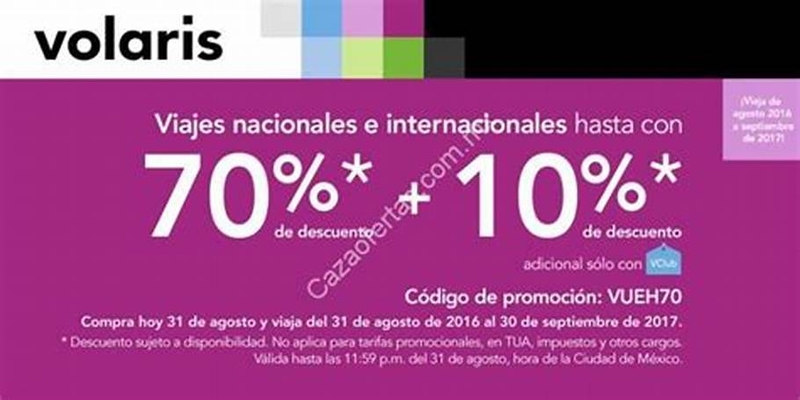 volaris
¡Viaja de
agosto 2016
a septiembre
de 2017!
Viajes nacionales e internacionales hasta con
70%* + 10%*
de descuento de descuento
adicional sólo con VClub
Código de promoción: VUEH70
Compra hoy 31 de agosto y viaja del 31 de agosto de 2016 al 30 de septiembre de 2017.
* Descuento sujeto a disponibilidad. No aplica para tarifas promocionales, en TUA, impuestos y otros cargos.
Válida hasta las 11:59 p.m. del 31 de agosto, hora de la Ciudad de México.